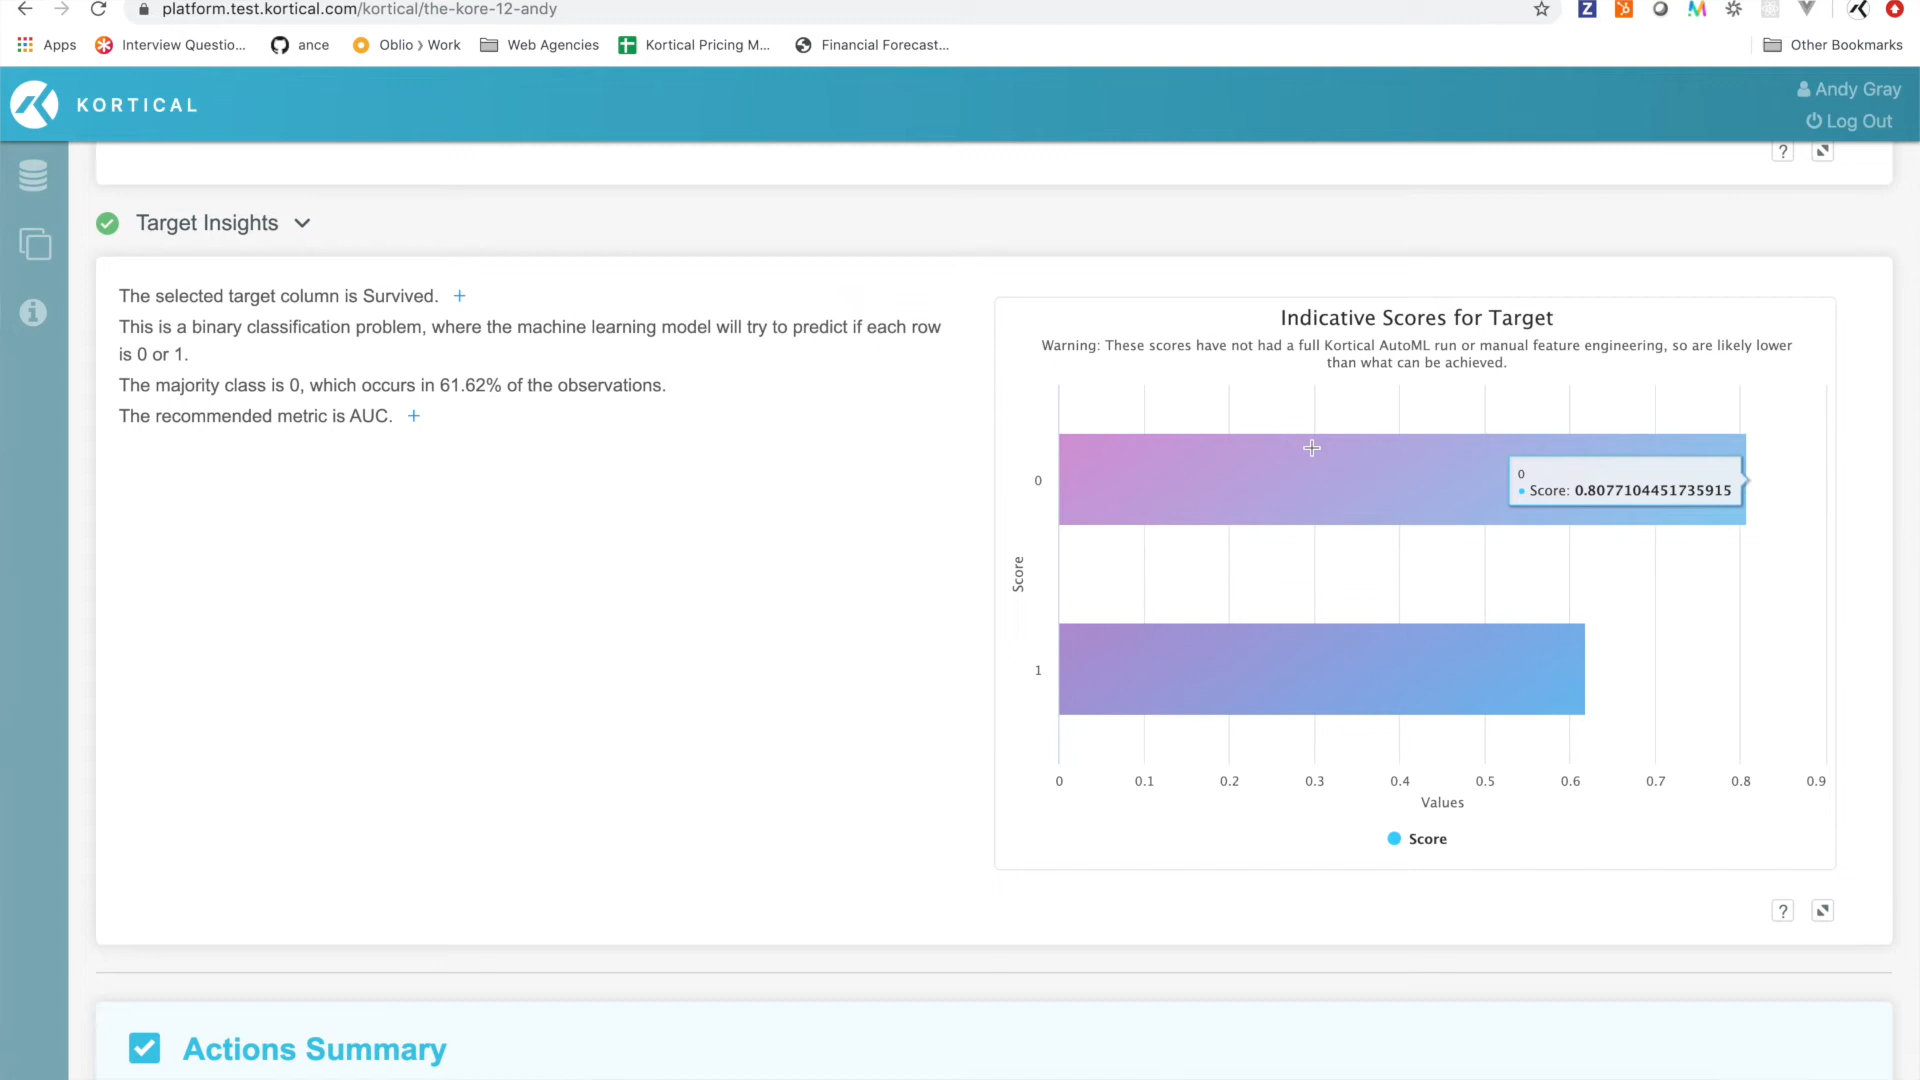 platform.test.kortical.com/kortical/the-kore-12-andy
Apps
Interview Questio...
ance
Oblio > Work
Web Agencies
Kortical Pricing M...
Financial Forecast...
Other Bookmarks
KORTICAL
Andy Gray
Log Out
?
Target Insights
The selected target column is Survived. +
This is a binary classification problem, where the machine learning model will try to predict if each row
is 0 or 1.
The majority class is 0, which occurs in 61.62% of the observations.
The recommended metric is AUC. +
Indicative Scores for Target
Warning: These scores have not had a full Kortical AutoML run or manual feature engineering, so are likely lower
than what can be achieved.
0
0
Score: 0.8077104451735915
Score
1
0 0.1 0.2 0.3 0.4 0.5 0.6 0.7 0.8 0.9
Values
Score
?
Actions Summary